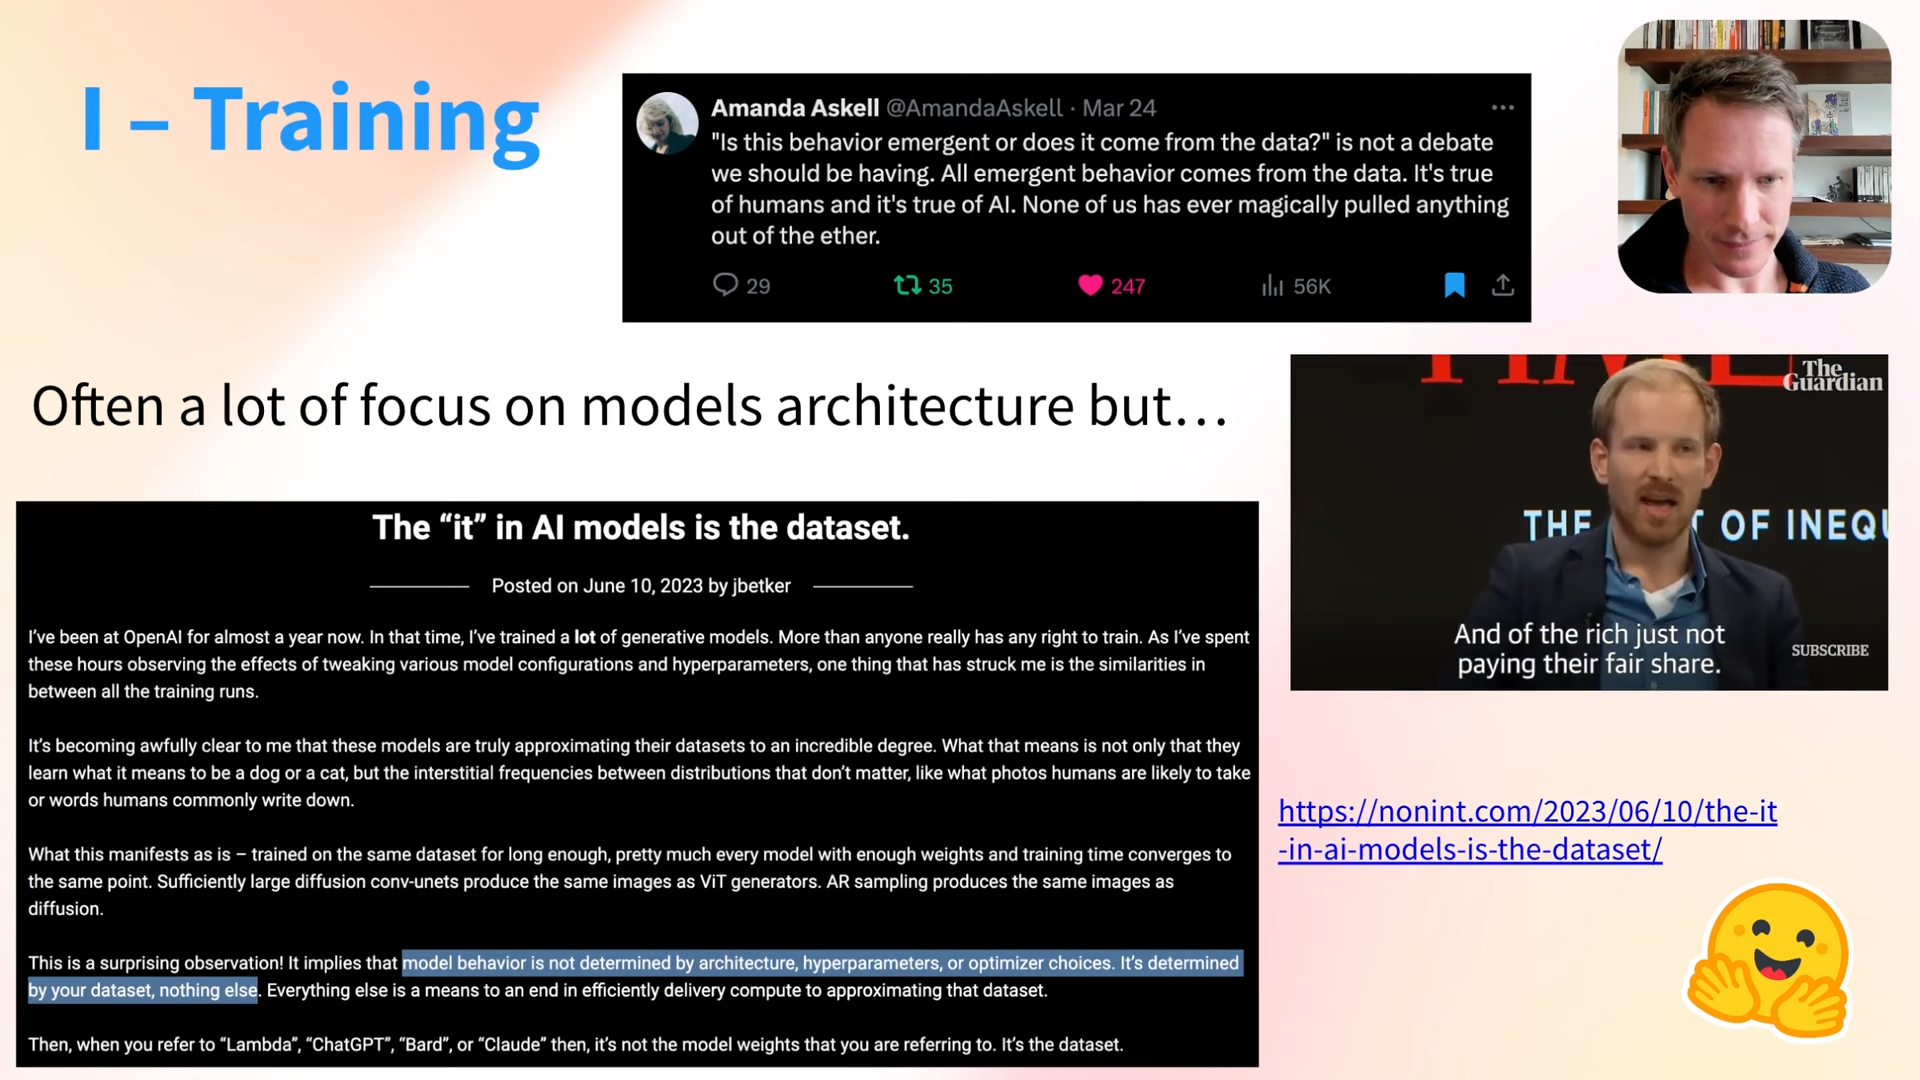 I – Training
Amanda Askell @AmandaAskell · Mar 24
"Is this behavior emergent or does it come from the data?" is not a debate
we should be having. All emergent behavior comes from the data. It's true
of humans and it's true of AI. None of us has ever magically pulled anything
out of the ether.
29 35 247 56K
Often a lot of focus on models architecture but…
The
Guardian
THE OF INEQU
And of the rich just not
paying their fair share.
SUBSCRIBE
The “it” in AI models is the dataset.
Posted on June 10, 2023 by jbetker
I’ve been at OpenAI for almost a year now. In that time, I’ve trained a lot of generative models. More than anyone really has any right to train. As I’ve spent
these hours observing the effects of tweaking various model configurations and hyperparameters, one thing that has struck me is the similarities in
between all the training runs.
It’s becoming awfully clear to me that these models are truly approximating their datasets to an incredible degree. What that means is not only that they
learn what it means to be a dog or a cat, but the interstitial frequencies between distributions that don’t matter, like what photos humans are likely to take
or words humans commonly write down.
What this manifests as is – trained on the same dataset for long enough, pretty much every model with enough weights and training time converges to
the same point. Sufficiently large diffusion conv-unets produce the same images as ViT generators. AR sampling produces the same images as
diffusion.
This is a surprising observation! It implies that model behavior is not determined by architecture, hyperparameters, or optimizer choices. It’s determined
by your dataset, nothing else. Everything else is a means to an end in efficiently delivery compute to approximating that dataset.
Then, when you refer to “Lambda”, “ChatGPT”, “Bard”, or “Claude” then, it’s not the model weights that you are referring to. It’s the dataset.
https://nonint.com/2023/06/10/the-it
-in-ai-models-is-the-dataset/